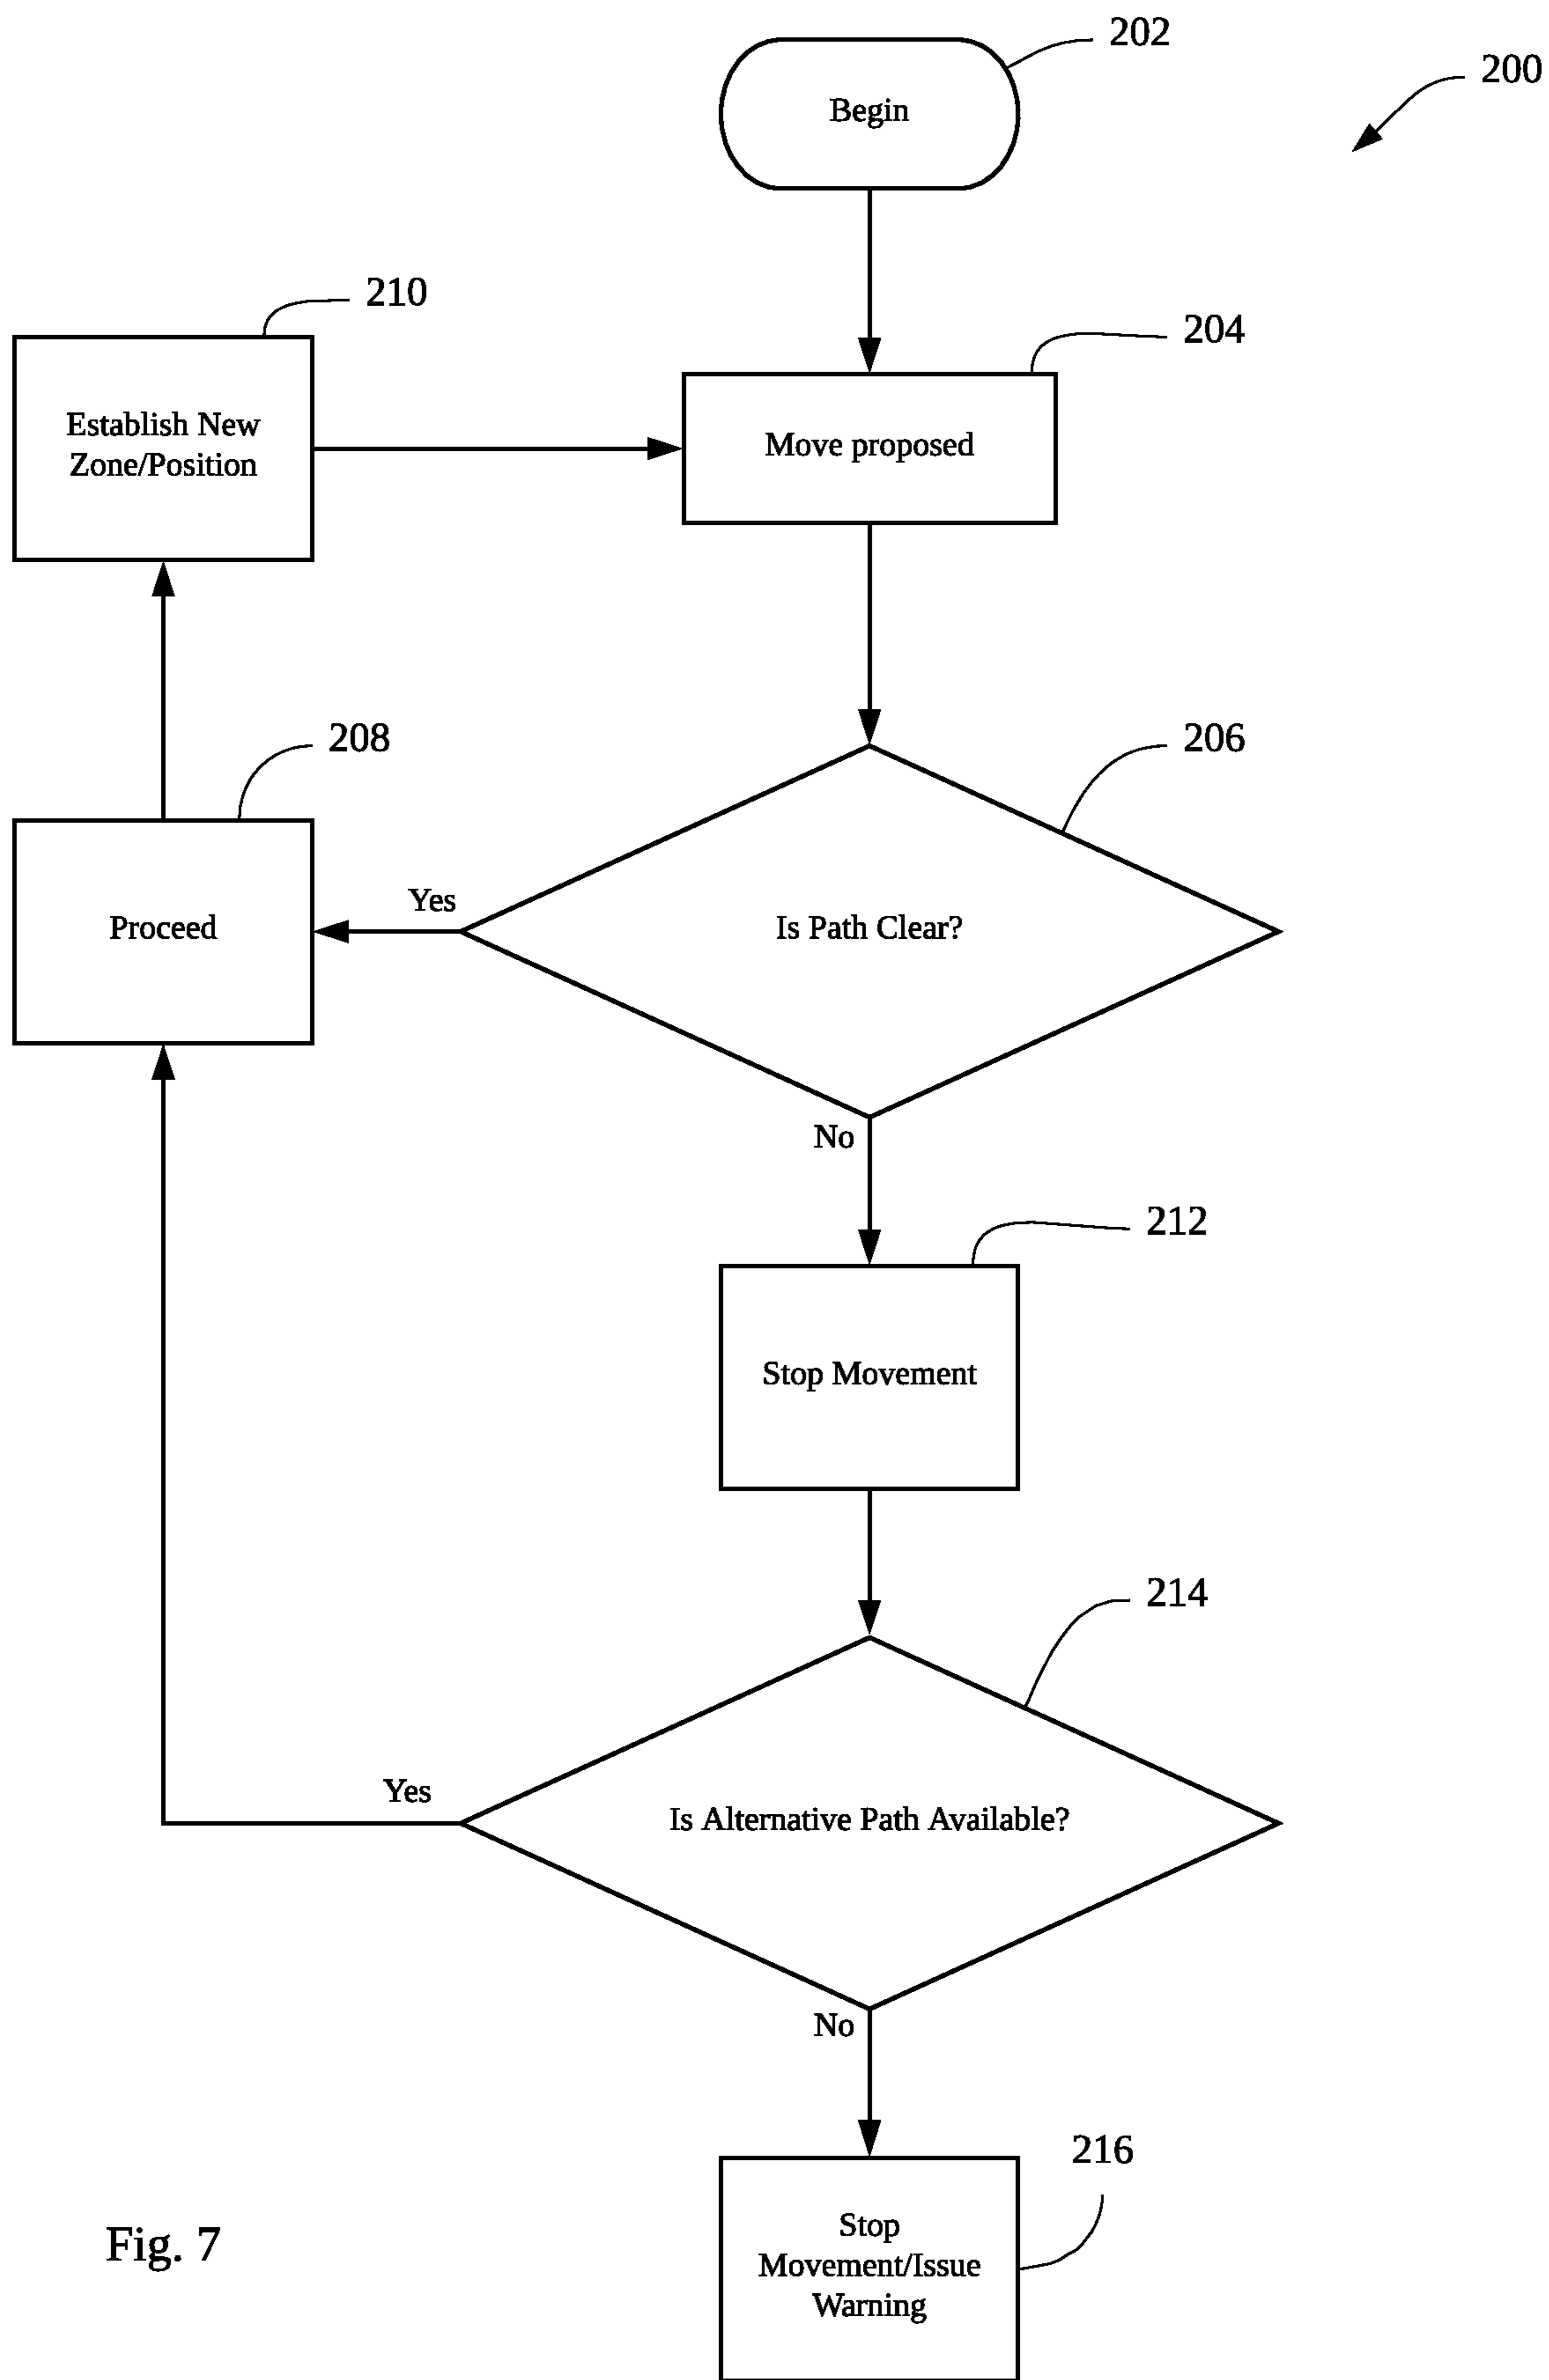 202
200
Begin
210
204
Establish New
Zone/Position
Move proposed
208
206
Yes
Proceed
Is Path Clear?
No
212
Stop Movement
214
Yes
Is Alternative Path Available?
No
216
Stop
Movement/Issue
Warning
Fig. 7